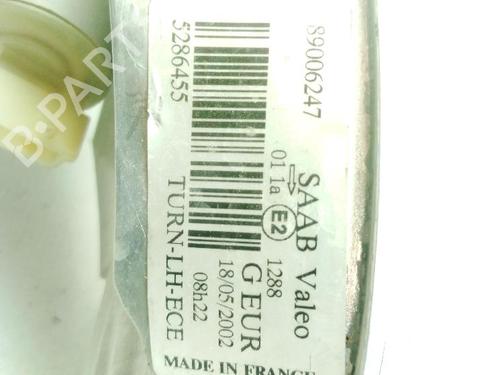 89006247
SAAB Valeo
01 1a E2 1288
G EUR
18/05/2002
08h22
5286455
TURN-LH-ECE
MADE IN FRANCE
B-PART